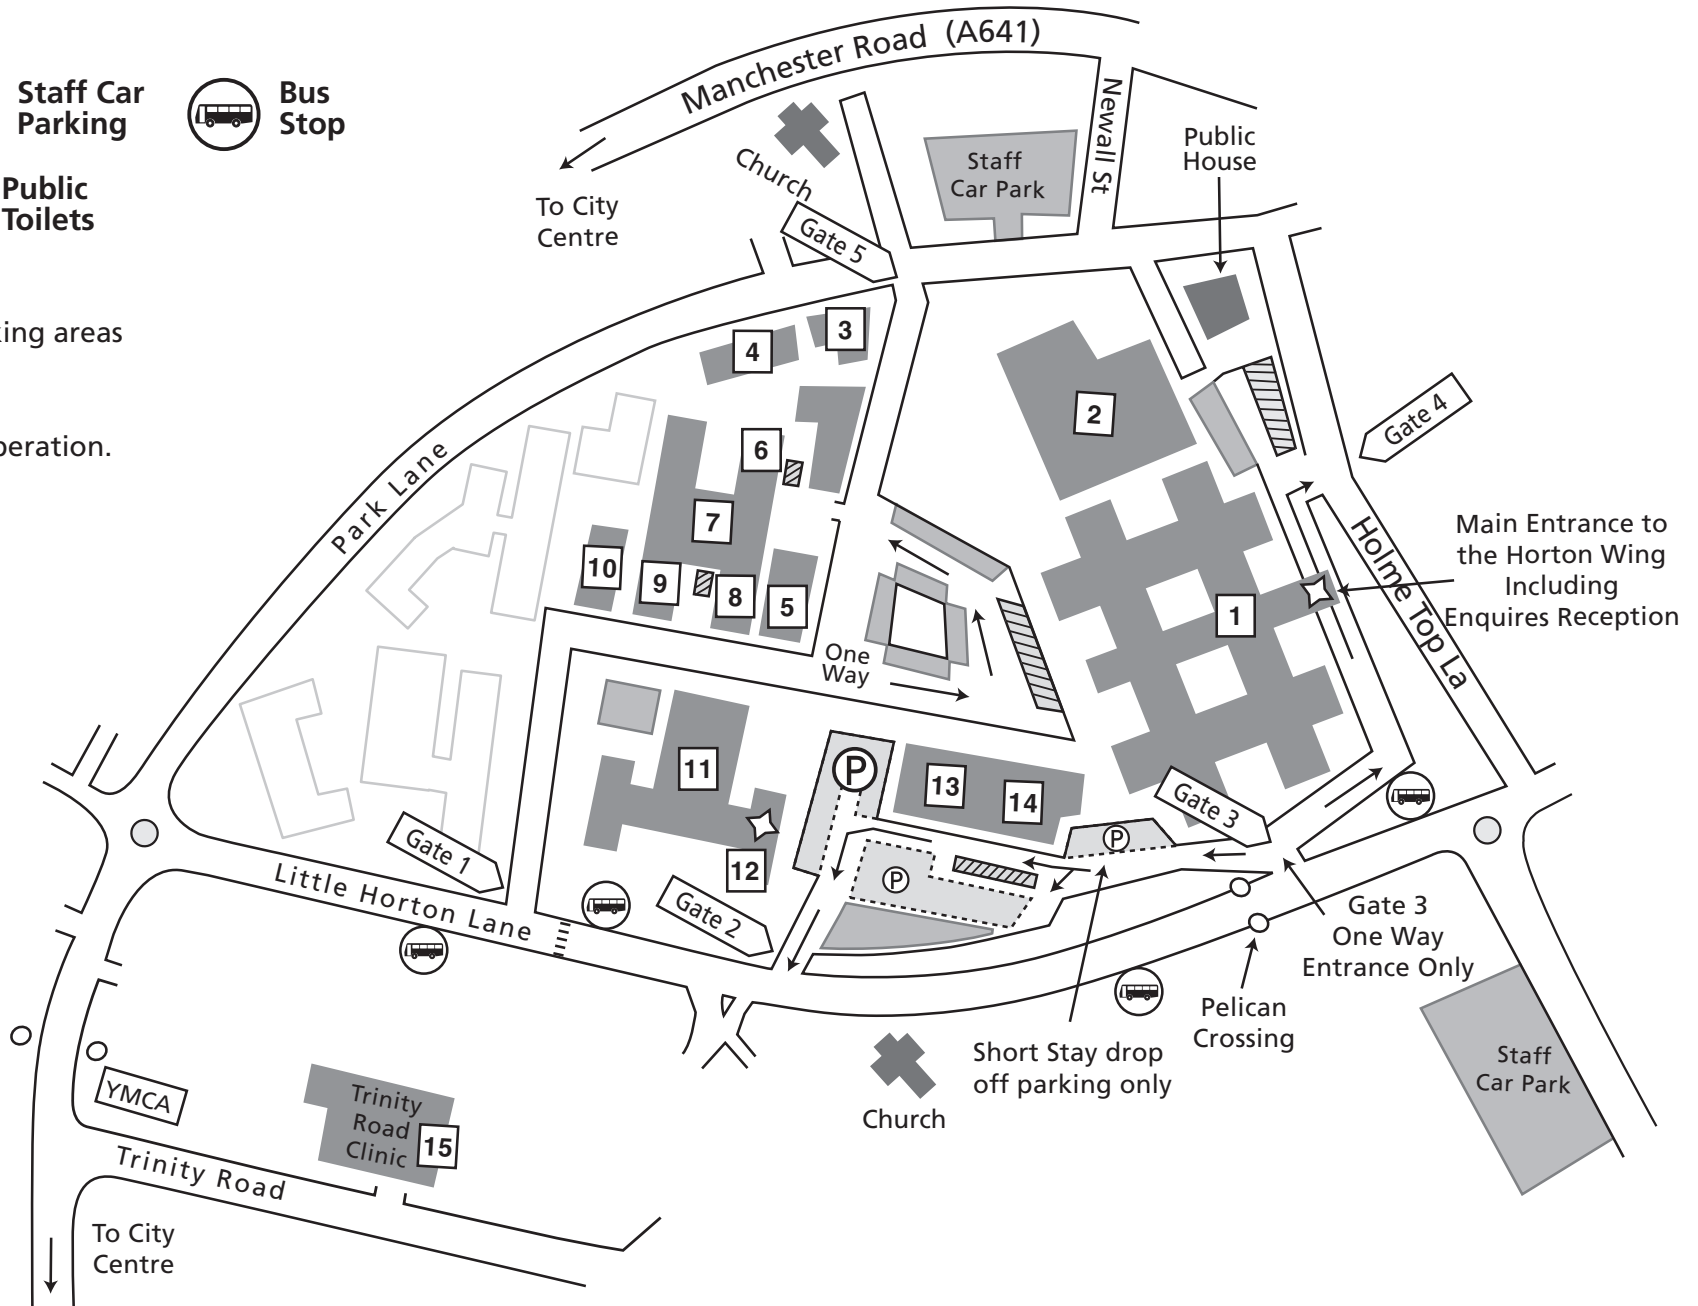 Staff Car
Parking
Bus
Stop
Public
Toilets
king areas
peration.
Manchester Road (A641)
Newall St
To City
Centre
Church
Staff
Car Park
Public
House
Gate 5
Gate 4
Park Lane
Holme Top La
Main Entrance to
the Horton Wing
Including
Enquires Reception
3
4
2
6
7
10
9
8
5
1
One
Way
11
P
13
14
12
P
P
Gate 3
Gate 1
Gate 2
Little Horton Lane
Gate 3
One Way
Entrance Only
Pelican
Crossing
Short Stay drop
off parking only
Church
Staff
Car Park
YMCA
Trinity
Road
Clinic
15
Trinity Road
To City
Centre